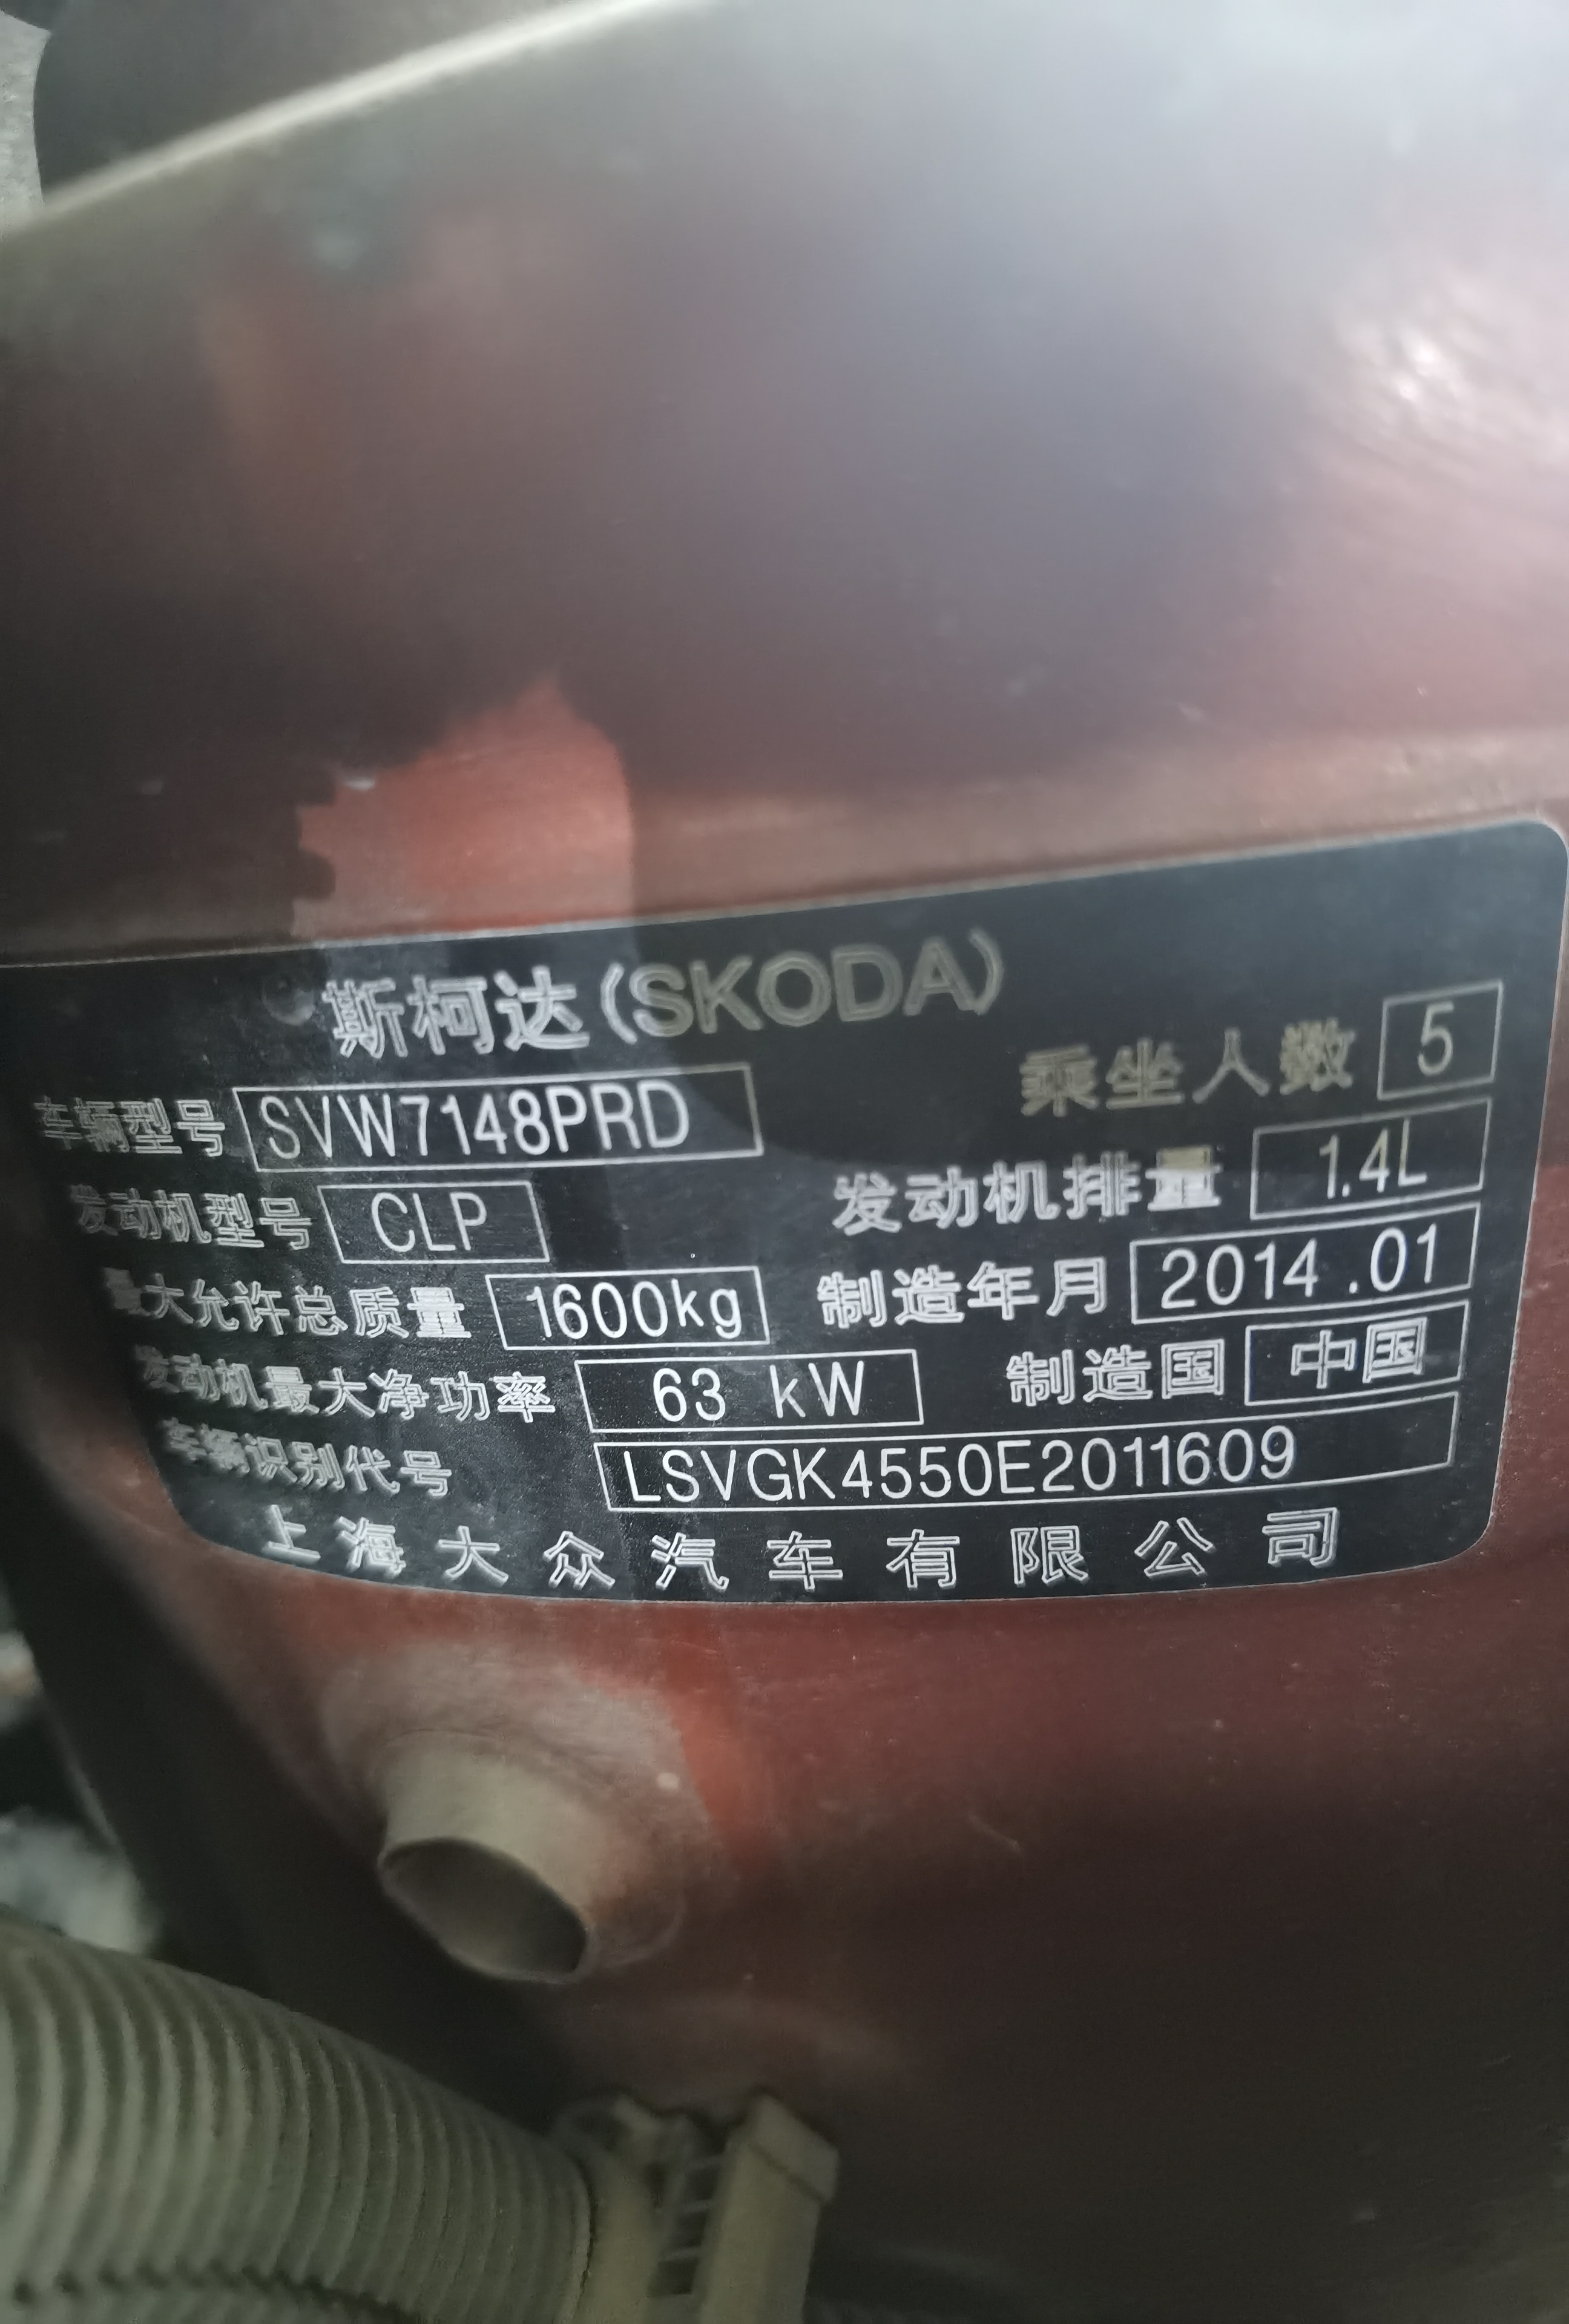 斯柯达(SKODA)
乘坐人数 5
车辆型号 SVW7148PRD
发动机排量 1.4L
发动机型号 CLP
制造年月 2014.01
最大允许总质量 1600kg
制造国 中国
发动机最大净功率 63 kW
车辆识别代号 LSVGK4550E2011609
上海大众汽车有限公司